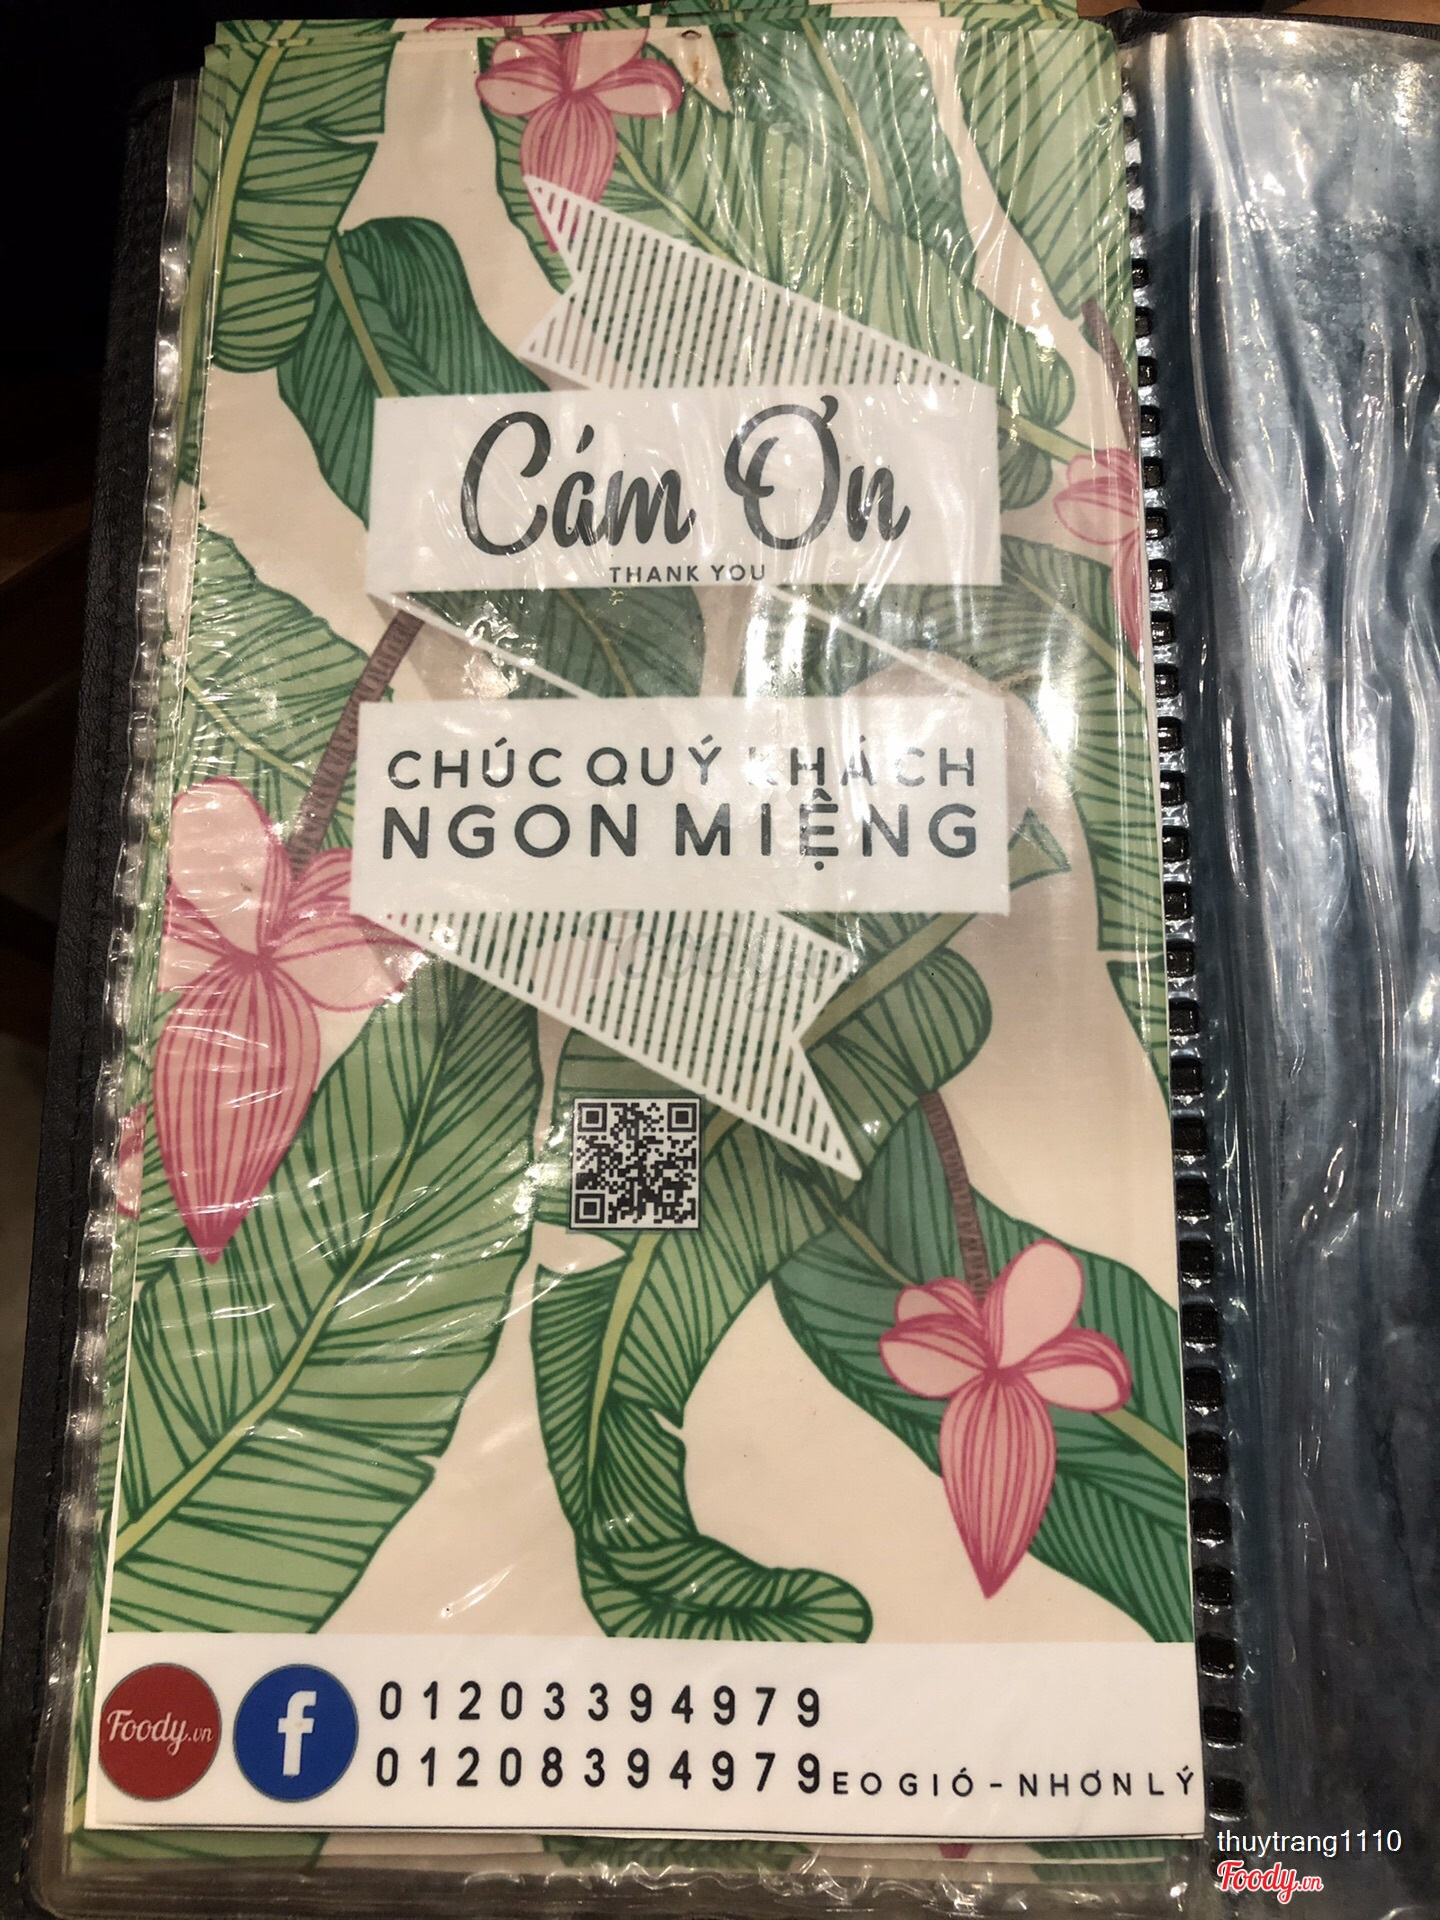 Cám Ơn
THANK YOU
CHÚC QUÝ KHÁCH
NGON MIỆNG
Foody
Foody.vn
f
01203394979
01208394979
EO GIÓ - NHƠN LÝ
thuytrang1110
Foody.vn